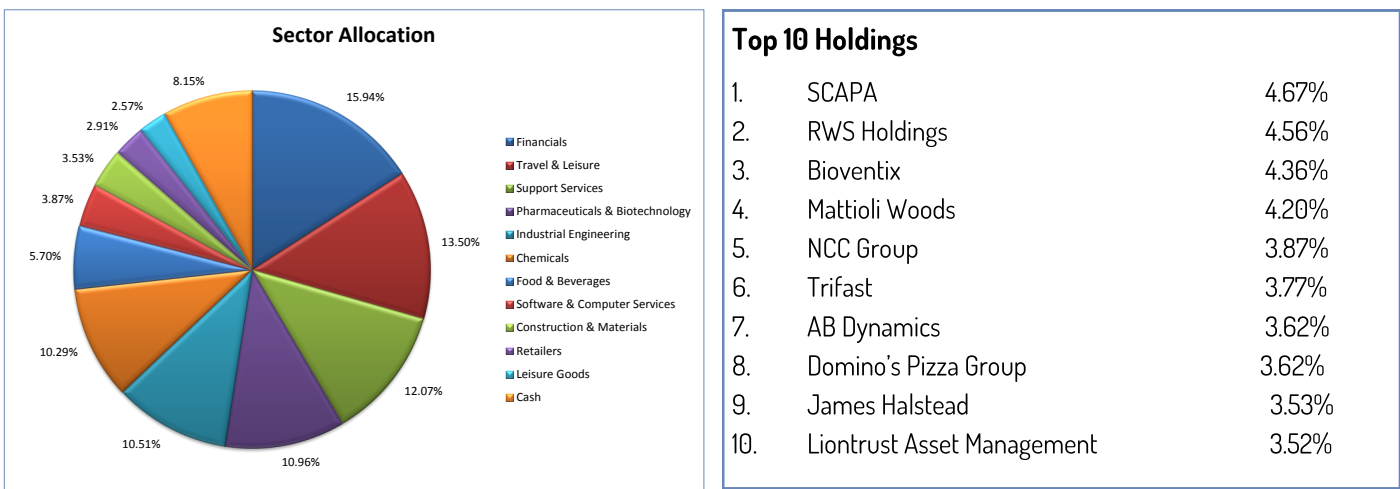 Sector Allocation
8.15%
15.94%
2.57%
2.91%
3.53%
3.87%
13.50%
5.70%
10.29%
12.07%
10.51%
10.96%
Financials
Travel & Leisure
Support Services
Pharmaceuticals & Biotechnology
Industrial Engineering
Chemicals
Food & Beverages
Software & Computer Services
Construction & Materials
Retailers
Leisure Goods
Cash
Top 10 Holdings
1. SCAPA 4.67%
2. RWS Holdings 4.56%
3. Bioventix 4.36%
4. Mattioli Woods 4.20%
5. NCC Group 3.87%
6. Trifast 3.77%
7. AB Dynamics 3.62%
8. Domino’s Pizza Group 3.62%
9. James Halstead 3.53%
10. Liontrust Asset Management 3.52%